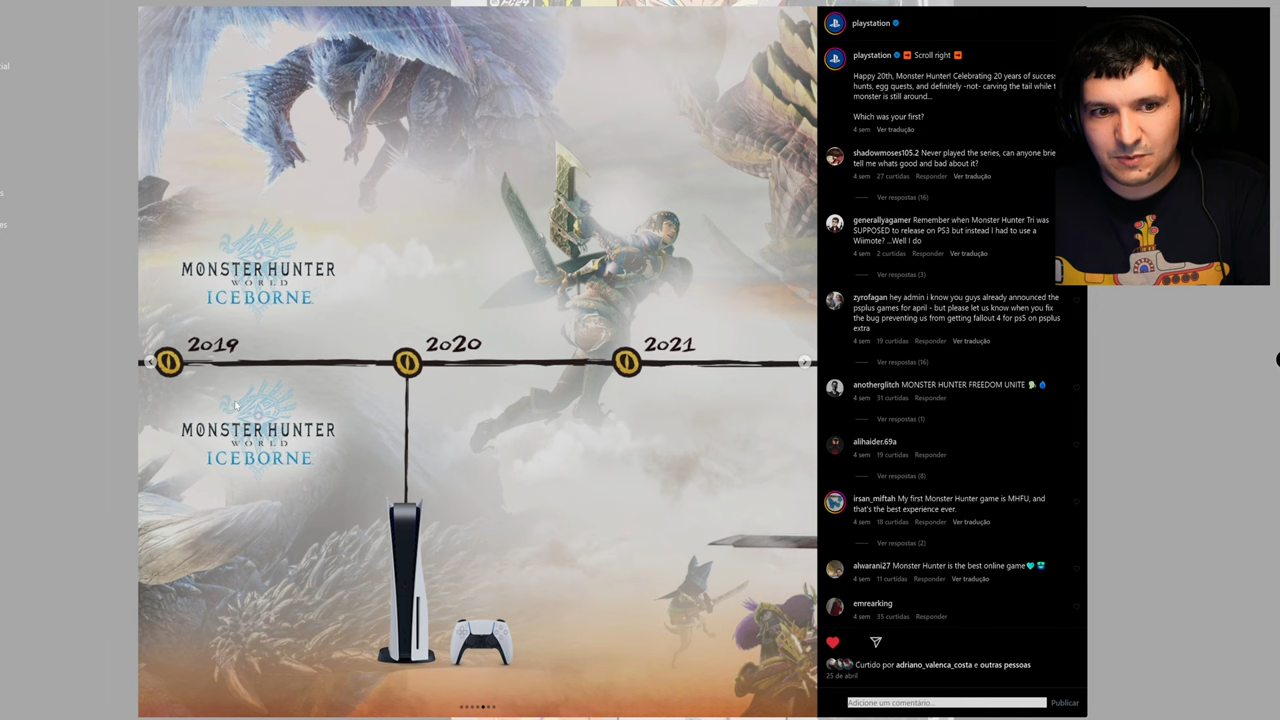 MONSTER HUNTER
WORLD
ICEBORNE
2019
2020
2021
MONSTER HUNTER
WORLD
ICEBORNE
playstation
playstation Scroll right
Happy 20th, Monster Hunter! Celebrating 20 years of success
hunts, egg quests, and definitely -not- carving the tail while t
monster is still around...
Which was your first?
4 sem Ver tradução
shadowmoses105.2 Never played the series, can anyone brie
tell me whats good and bad about it?
4 sem 27 curtidas Responder Ver tradução
Ver respostas (16)
generallyagamer Remember when Monster Hunter Tri was
SUPPOSED to release on PS3 but instead I had to use a
Wiimote? ...Well I do
4 sem 2 curtidas Responder Ver tradução
Ver respostas (3)
zyrofagan hey admin i know you guys already announced the
psplus games for april - but please let us know when you fix
the bug preventing us from getting fallout 4 for ps5 on psplus
extra
4 sem 19 curtidas Responder Ver tradução
Ver respostas (16)
anotherglitch MONSTER HUNTER FREEDOM UNITE
4 sem 31 curtidas Responder
Ver respostas (1)
alihaider.69a
4 sem 19 curtidas Responder
Ver respostas (8)
irsan_miftah My first Monster Hunter game is MHFU, and
that's the best experience ever.
4 sem 18 curtidas Responder Ver tradução
Ver respostas (2)
alwarani27 Monster Hunter is the best online game
4 sem 11 curtidas Responder Ver tradução
emrearking
4 sem 35 curtidas Responder
Curtido por adriano_valenca_costa e outras pessoas
25 de abril
Adicione um comentário...
Publicar